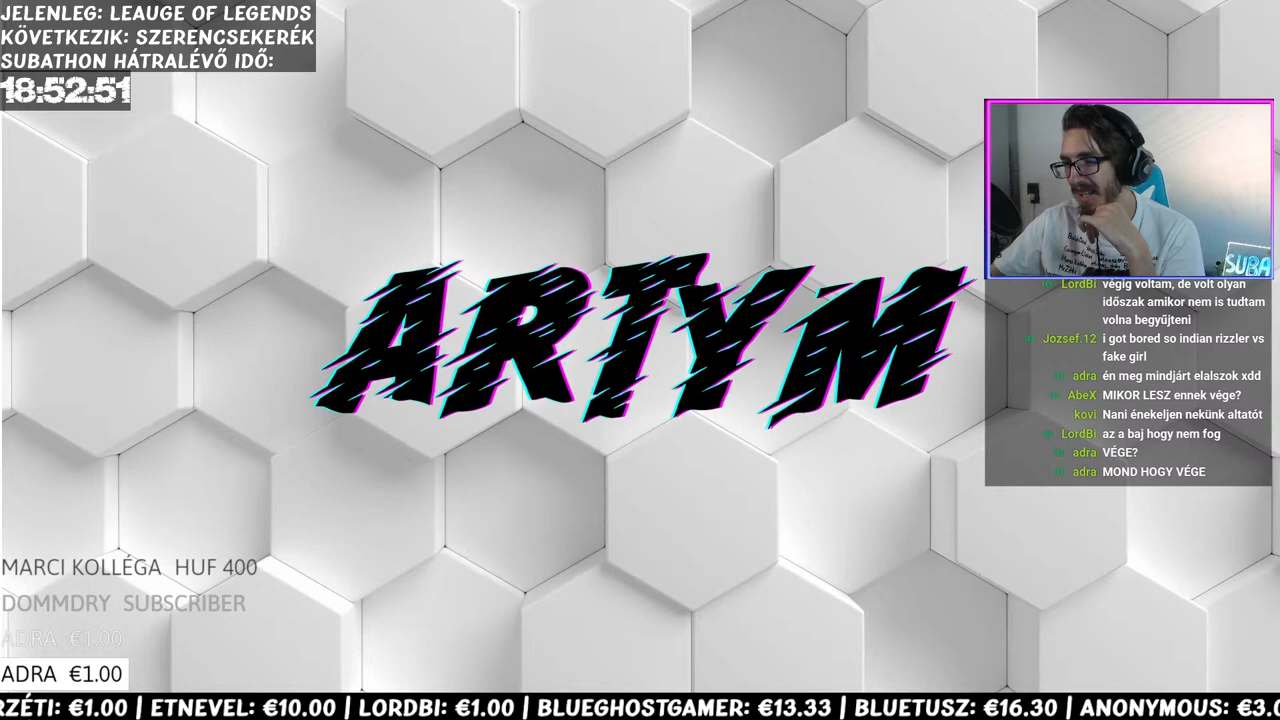 JELENLEG: LEAUGE OF LEGENDS
KÖVETKEZIK: SZERENCSEKERÉK
SUBATHON HÁTRALÉVŐ IDŐ:
18:52:51
ARTYM
SUBA
LordBi végig voltam, de volt olyan
időszak amikor nem is tudtam
volna begyűjteni
Jozsef.12 i got bored so indian rizzler vs
fake girl
adra én meg mindjárt elalszok xdd
AbeX MIKOR LESZ ennek vége?
kovi Nani énekeljen nekünk altatót
LordBi az a baj hogy nem fog
adra VÉGE?
adra MOND HOGY VÉGE
MARCI KOLLÉGA HUF 400
DOMMDRY SUBSCRIBER
ADRA €1.00
ADRA €1.00
RZÉTI: €1.00 | ETNEVEL: €10.00 | LORDBI: €1.00 | BLUEGHOSTGAMER: €13.33 | BLUETUSZ: €16.30 | ANONYMOUS: €3.0